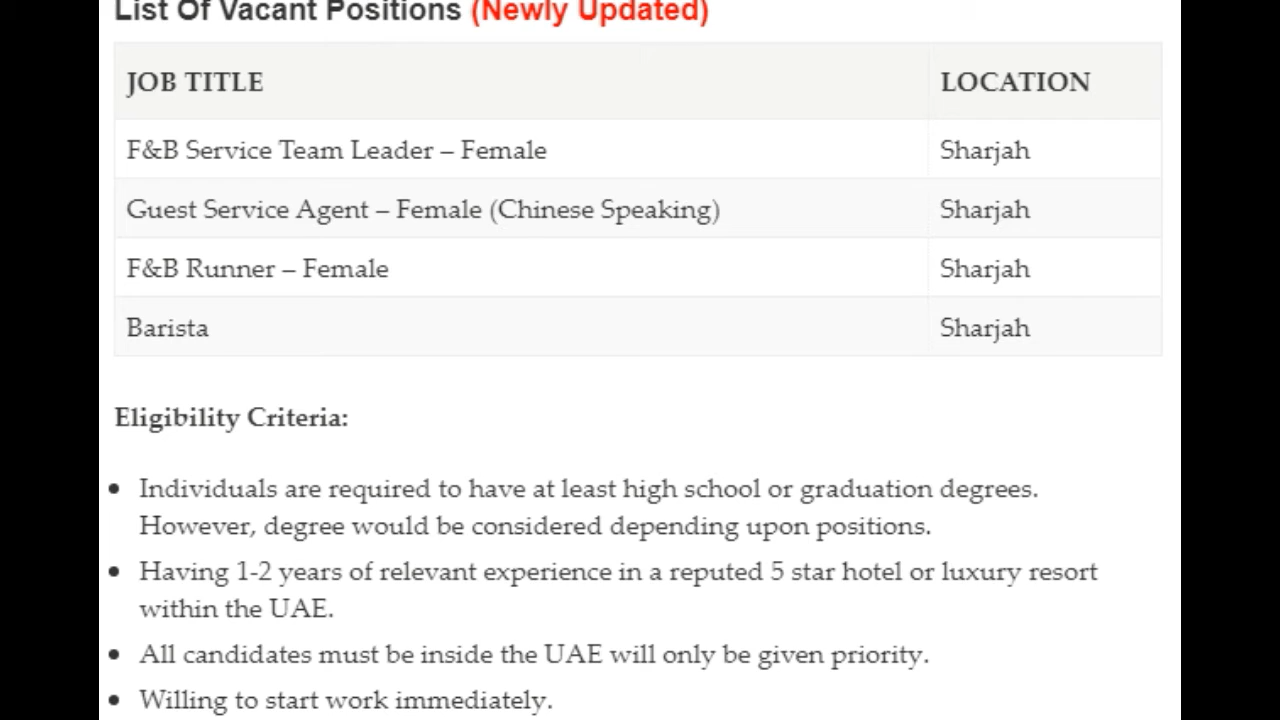 List Of Vacant Positions (Newly Updated)
JOB TITLE LOCATION
F&B Service Team Leader – Female Sharjah
Guest Service Agent – Female (Chinese Speaking) Sharjah
F&B Runner – Female Sharjah
Barista Sharjah
Eligibility Criteria:
• Individuals are required to have at least high school or graduation degrees.
However, degree would be considered depending upon positions.
• Having 1-2 years of relevant experience in a reputed 5 star hotel or luxury resort
within the UAE.
• All candidates must be inside the UAE will only be given priority.
• Willing to start work immediately.